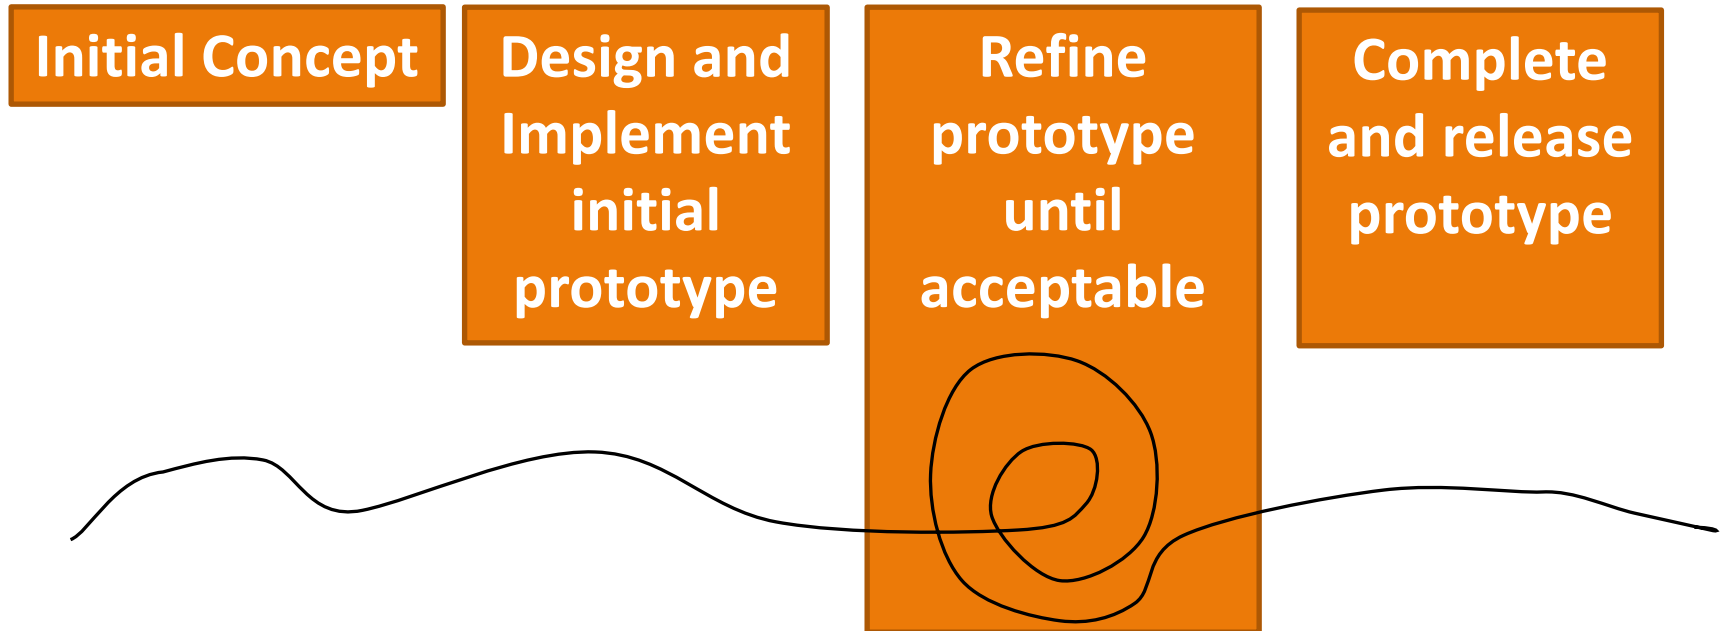 Initial Concept
Design and
Implement
initial
prototype
Refine
prototype
until
acceptable
Complete
and release
prototype